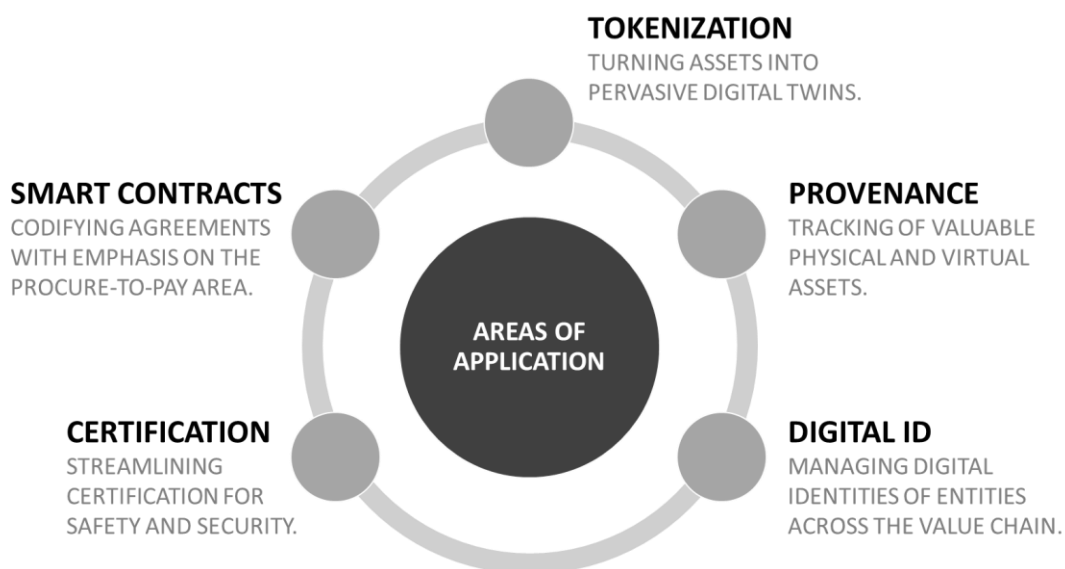 TOKENIZATION
TURNING ASSETS INTO
PERVASIVE DIGITAL TWINS.
SMART CONTRACTS
CODIFYING AGREEMENTS
WITH EMPHASIS ON THE
PROCURE-TO-PAY AREA.
PROVENANCE
TRACKING OF VALUABLE
PHYSICAL AND VIRTUAL
ASSETS.
AREAS OF
APPLICATION
CERTIFICATION
STREAMLINING
CERTIFICATION FOR
SAFETY AND SECURITY.
DIGITAL ID
MANAGING DIGITAL
IDENTITIES OF ENTITIES
ACROSS THE VALUE CHAIN.